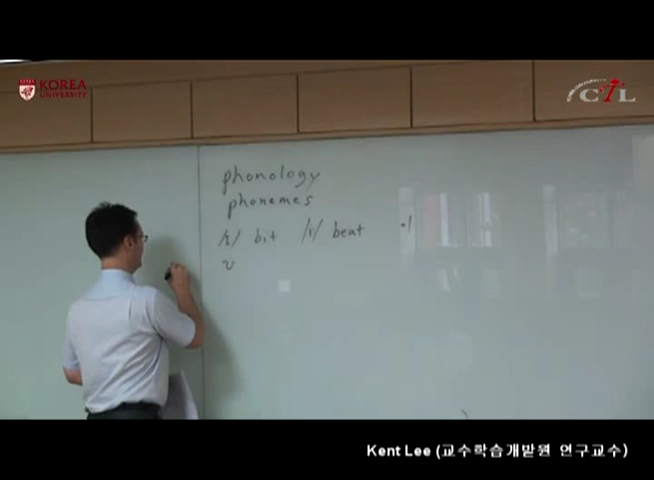 KOREA
UNIVERSITY
CTL
phonology
phonemes
/ɪ/ bit /i/ beat 이
ʊ
Kent Lee (교수학습개발원 연구교수)